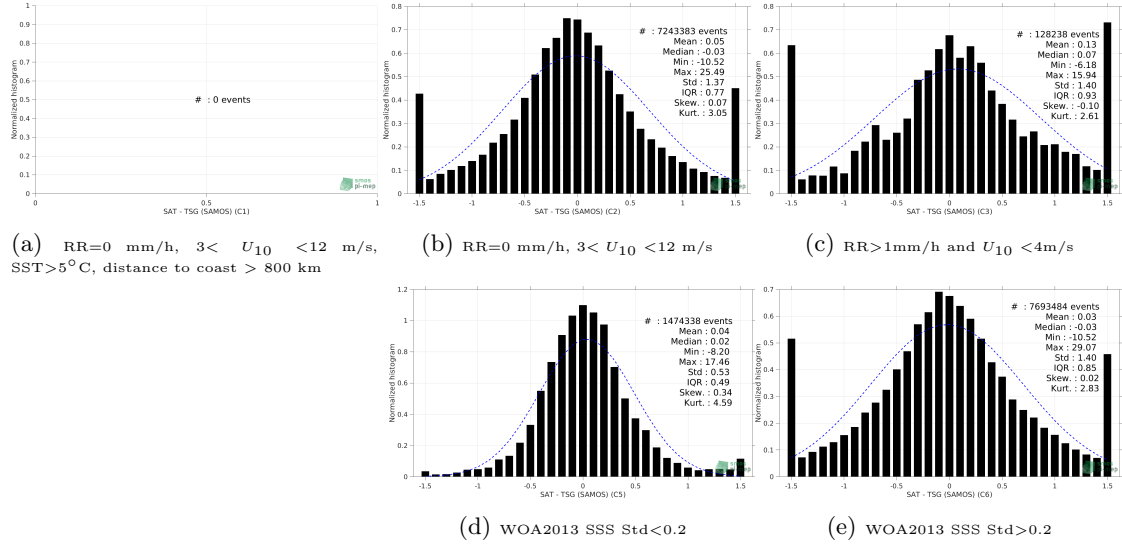 1
0.9
0.8
0.7
0.6
0.5
0.4
0.3
0.2
0.1
0
Normalized histogram
# : 0 events
0
0.5
1
SAT - TSG (SAMOS) (C1)
smos
pi-mep
(a) RR=0 mm/h, 3< U10 <12 m/s,
SST>5°C, distance to coast > 800 km
0.8
0.7
0.6
0.5
0.4
0.3
0.2
0.1
0
Normalized histogram
# : 7243383 events
Mean : 0.05
Median : -0.03
Min : -10.52
Max : 25.49
Std : 1.37
IQR : 0.77
Skew. : 0.07
Kurt. : 3.05
-1.5
-1
-0.5
0
0.5
1
1.5
SAT - TSG (SAMOS) (C2)
smos
pi-mep
(b) RR=0 mm/h, 3< U10 <12 m/s
0.8
0.7
0.6
0.5
0.4
0.3
0.2
0.1
0
Normalized histogram
# : 128238 events
Mean : 0.13
Median : 0.07
Min : -6.18
Max : 15.94
Std : 1.40
IQR : 0.93
Skew. : -0.10
Kurt. : 2.61
-1.5
-1
-0.5
0
0.5
1
1.5
SAT - TSG (SAMOS) (C3)
smos
pi-mep
(c) RR>1mm/h and U10 <4m/s
1.2
1
0.8
0.6
0.4
0.2
0
Normalized histogram
# : 1474338 events
Mean : 0.04
Median : 0.02
Min : -8.20
Max : 17.46
Std : 0.53
IQR : 0.49
Skew. : 0.34
Kurt. : 4.59
-1.5
-1
-0.5
0
0.5
1
1.5
SAT - TSG (SAMOS) (C5)
smos
pi-mep
(d) WOA2013 SSS Std<0.2
0.7
0.6
0.5
0.4
0.3
0.2
0.1
0
Normalized histogram
# : 7693484 events
Mean : 0.03
Median : -0.03
Min : -10.52
Max : 29.07
Std : 1.40
IQR : 0.85
Skew. : 0.02
Kurt. : 2.83
-1.5
-1
-0.5
0
0.5
1
1.5
SAT - TSG (SAMOS) (C6)
smos
pi-mep
(e) WOA2013 SSS Std>0.2